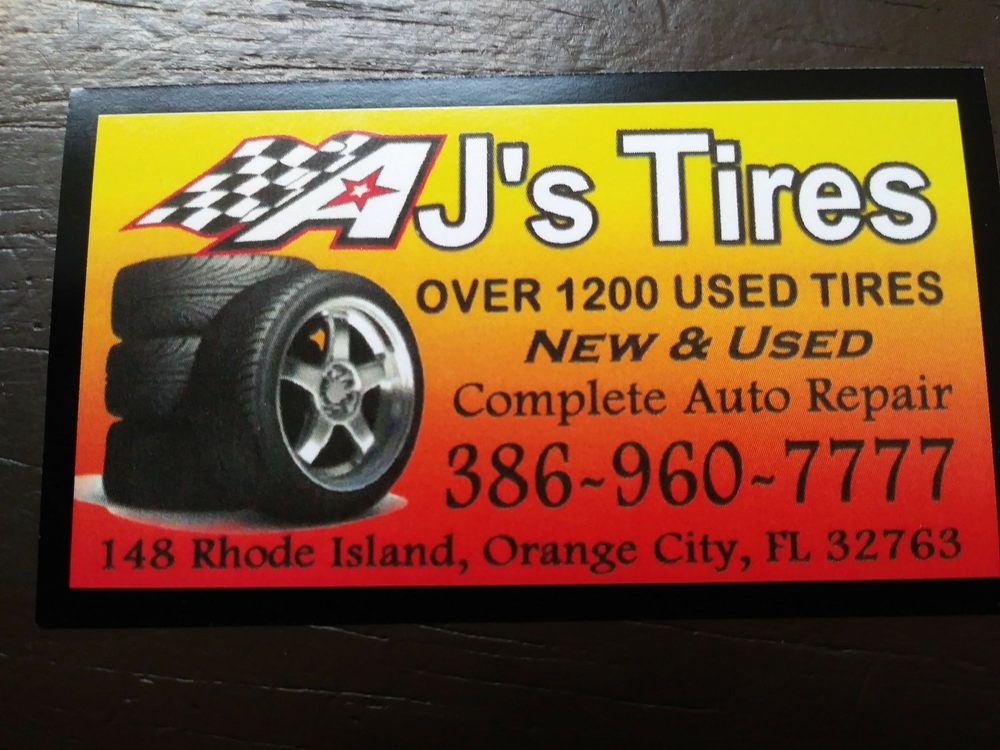 AJ's Tires
OVER 1200 USED TIRES
NEW & USED
Complete Auto Repair
386-960-7777
148 Rhode Island, Orange City, FL 32763